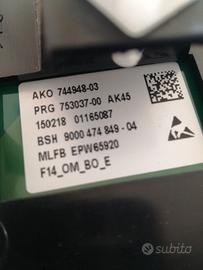 AKO 744948-03
PRG 753037-00 AK45
150218 01165087
BSH 9000 474 849 - 04
MLFB EPW65920
F14_OM_BO_E
subito